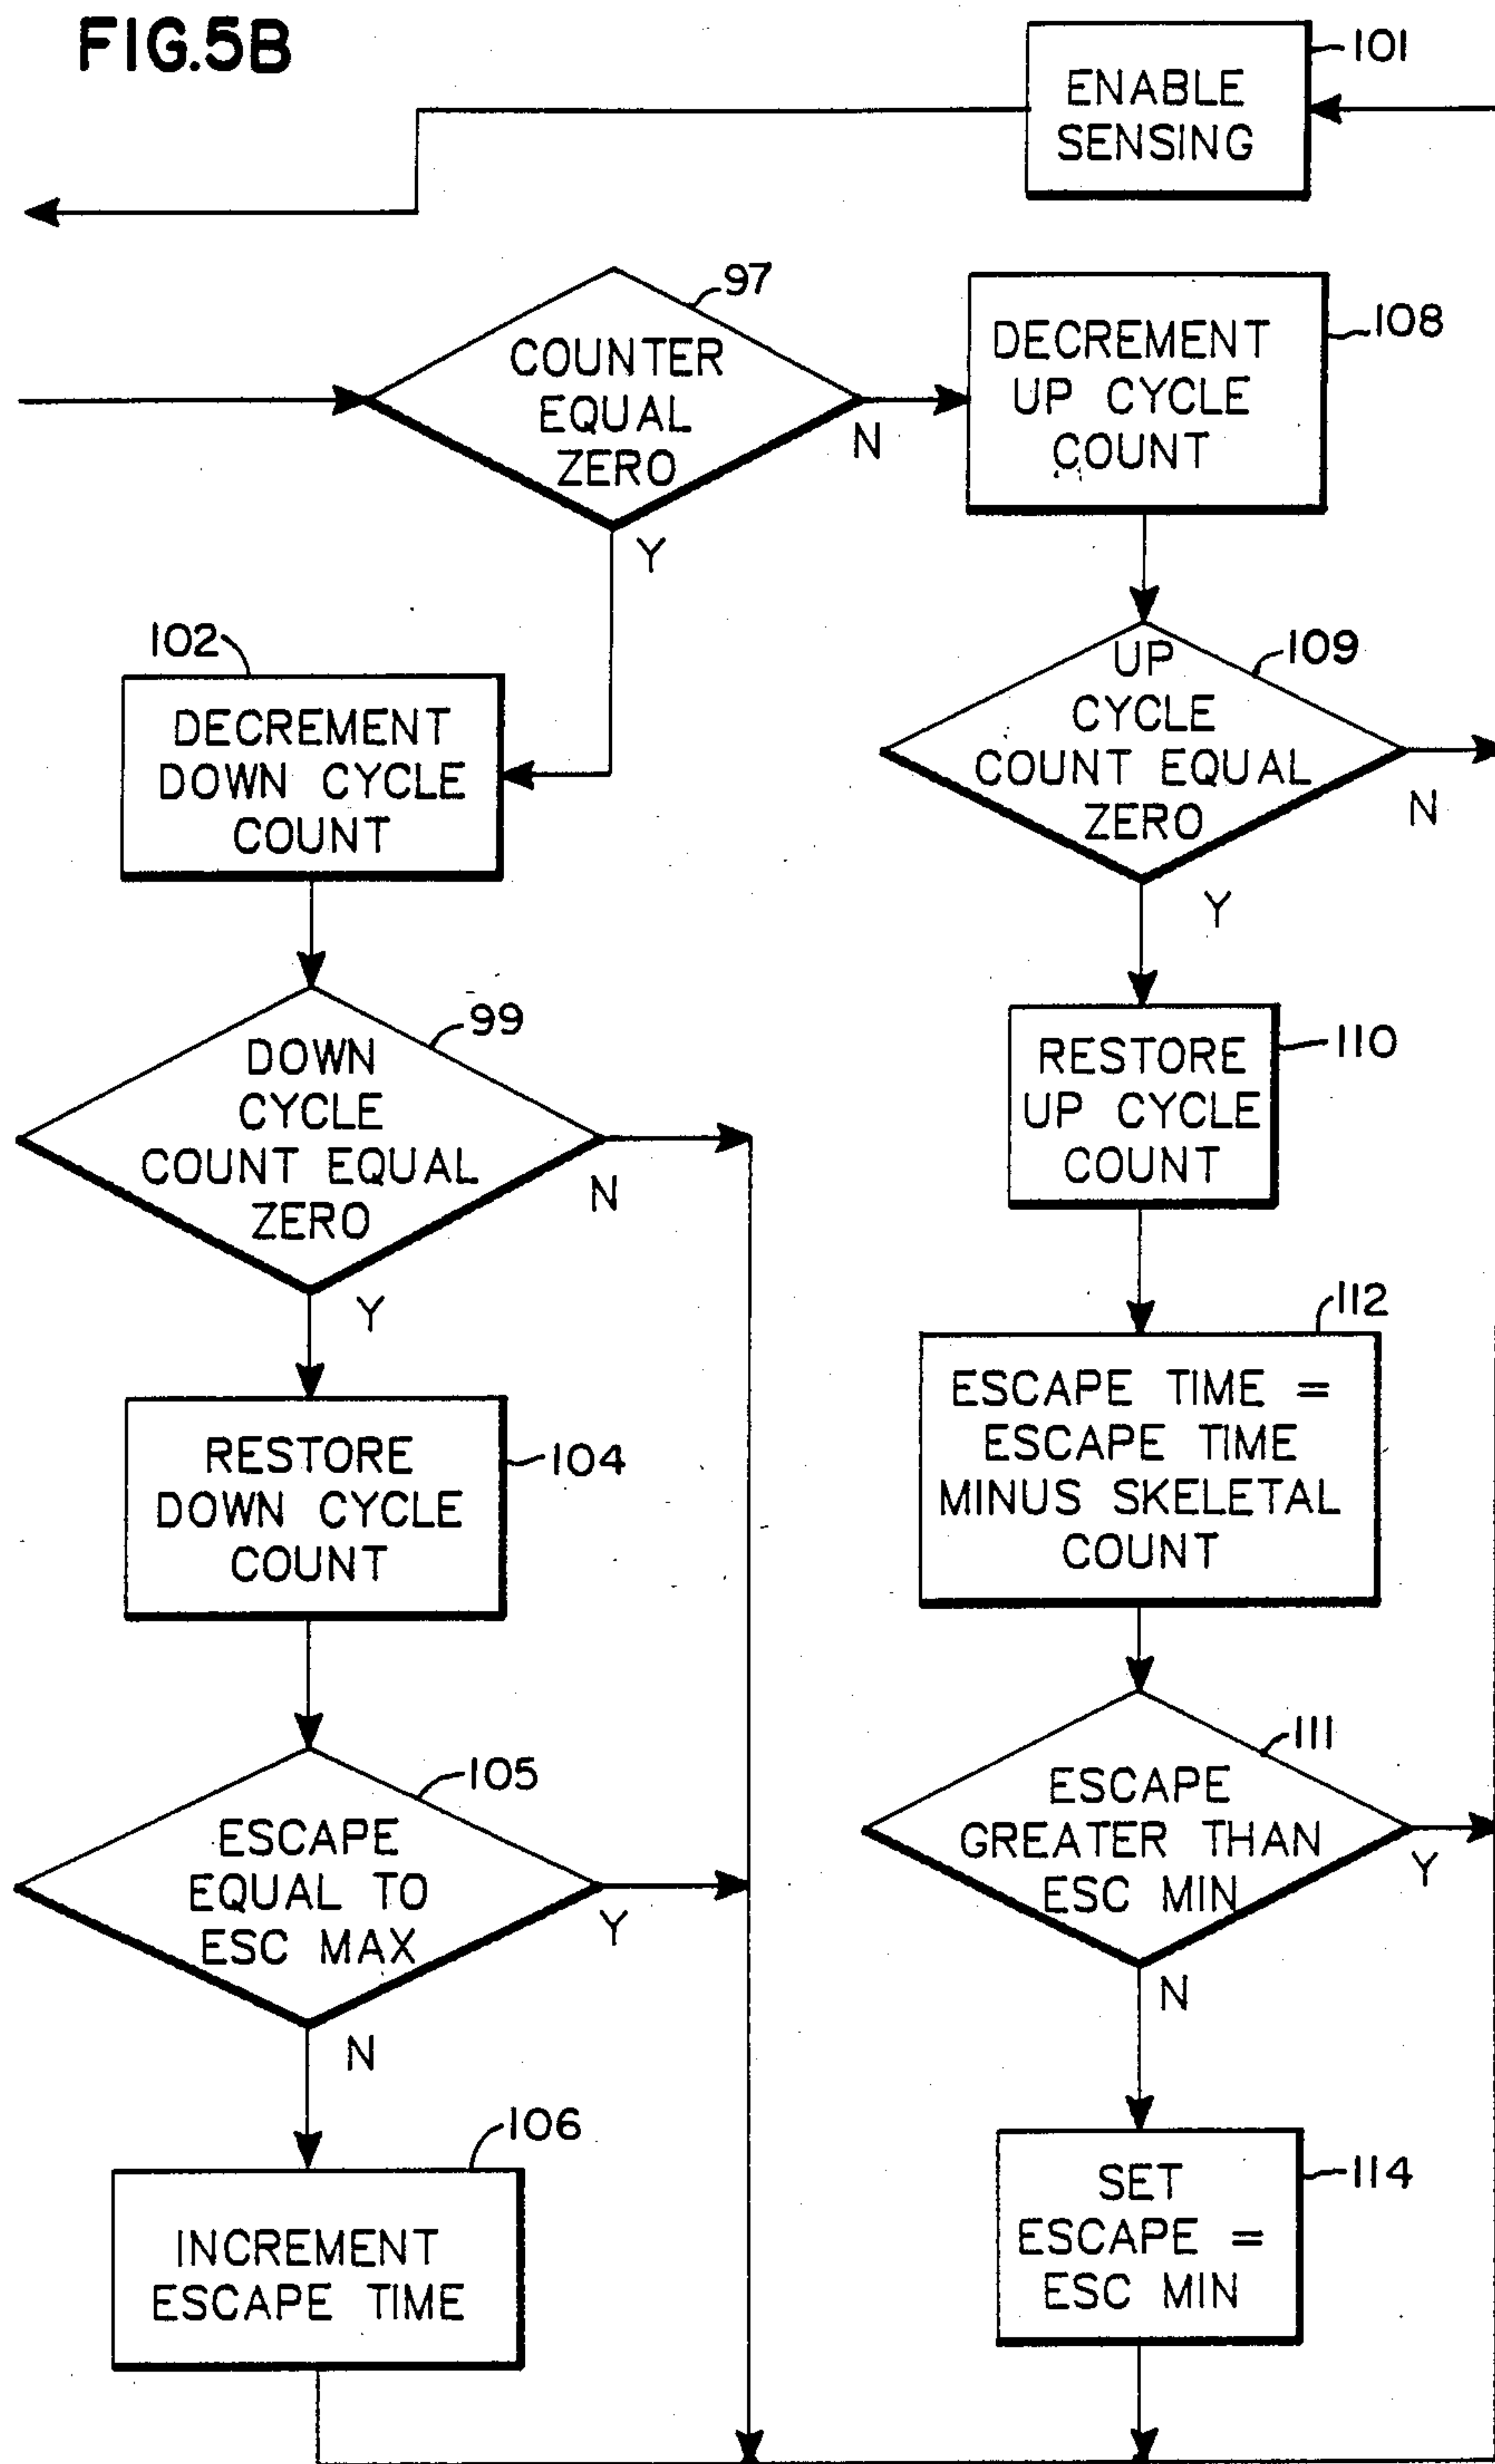 FIG.5B
101
ENABLE
SENSING
97
COUNTER
EQUAL
ZERO
N
Y
108
DECREMENT
UP CYCLE
COUNT
102
DECREMENT
DOWN CYCLE
COUNT
109
UP
CYCLE
COUNT EQUAL
ZERO
N
Y
99
DOWN
CYCLE
COUNT EQUAL
ZERO
N
Y
110
RESTORE
UP CYCLE
COUNT
104
RESTORE
DOWN CYCLE
COUNT
112
ESCAPE TIME =
ESCAPE TIME
MINUS SKELETAL
COUNT
105
ESCAPE
EQUAL TO
ESC MAX
Y
N
111
ESCAPE
GREATER THAN
ESC MIN
Y
N
106
INCREMENT
ESCAPE TIME
114
SET
ESCAPE =
ESC MIN